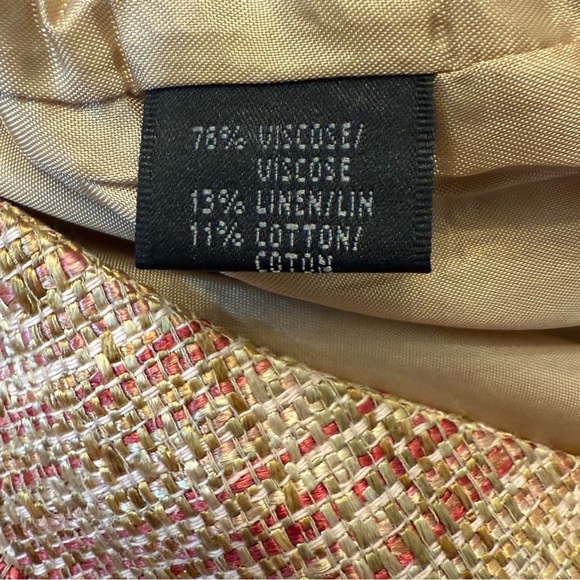 76% VISCOSE/
VISCOSE
13% LINEN/LIN
11% COTTON/
COTON